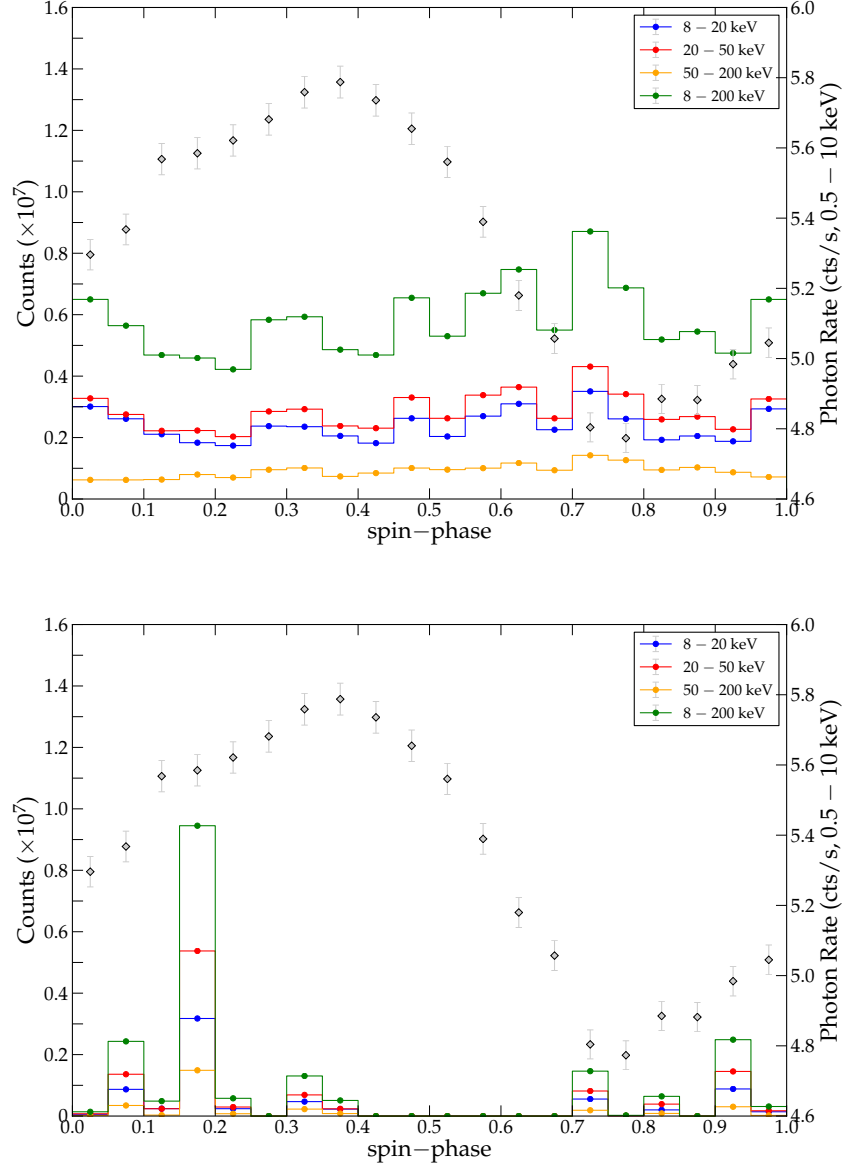 1.6
1.4
1.2
1.0
0.8
0.6
0.4
0.2
0
Counts (×10⁷)
6.0
5.8
5.6
5.4
5.2
5.0
4.8
4.6
Photon Rate (cts/s, 0.5 − 10 keV)
8 − 20 keV
20 − 50 keV
50 − 200 keV
8 − 200 keV
0.0 0.1 0.2 0.3 0.4 0.5 0.6 0.7 0.8 0.9 1.0
spin−phase
1.6
1.4
1.2
1.0
0.8
0.6
0.4
0.2
0
Counts (×10⁷)
6.0
5.8
5.6
5.4
5.2
5.0
4.8
4.6
Photon Rate (cts/s, 0.5 − 10 keV)
8 − 20 keV
20 − 50 keV
50 − 200 keV
8 − 200 keV
0.0 0.1 0.2 0.3 0.4 0.5 0.6 0.7 0.8 0.9 1.0
spin−phase